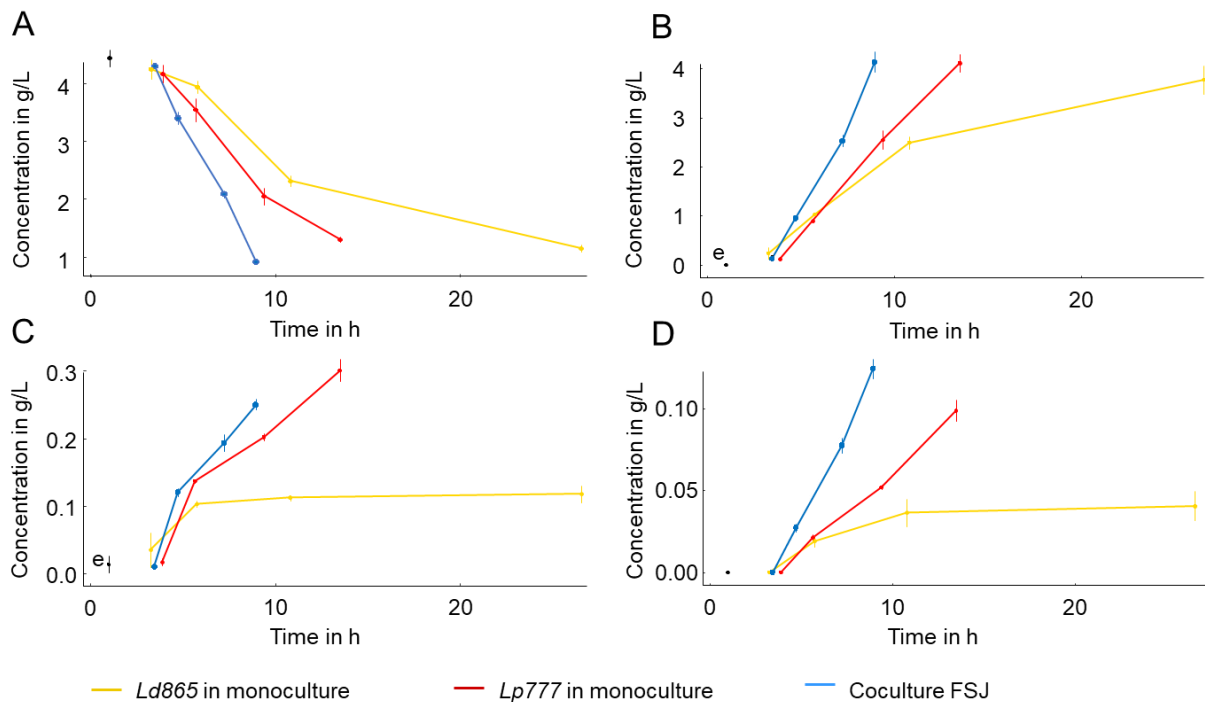 A
Concentration in g/L
4
3
2
1
0
10
20
Time in h
B
Concentration in g/L
4
3
2
1
0
e
0
10
20
Time in h
C
Concentration in g/L
0.3
0.2
0.1
0.0
e
0
10
20
Time in h
D
Concentration in g/L
0.10
0.05
0.00
0
10
20
Time in h
Ld865 in monoculture
Lp777 in monoculture
Coculture FSJ